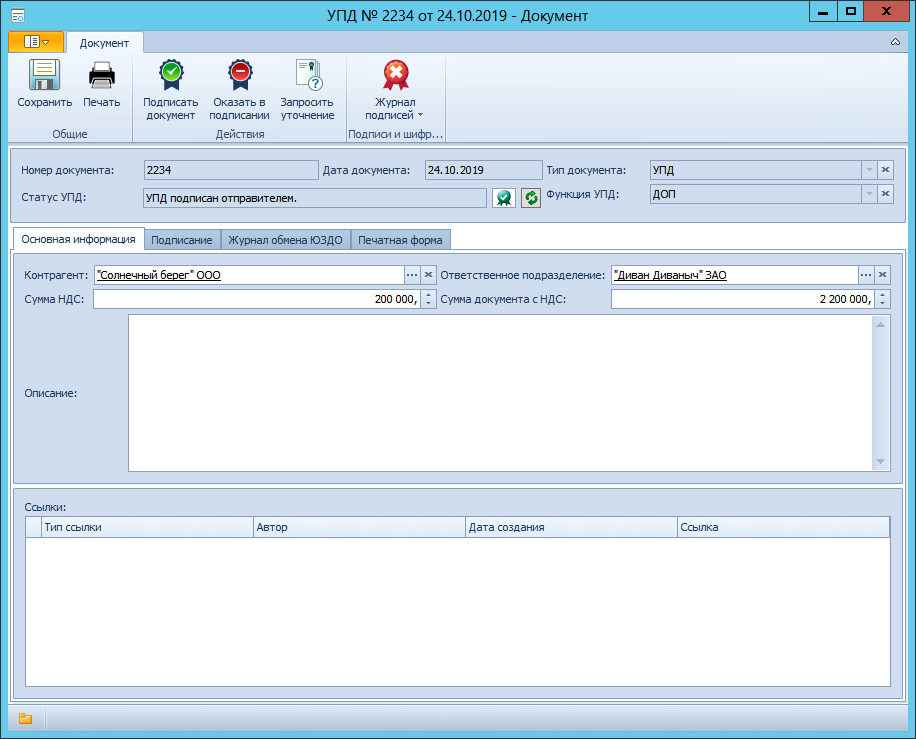 УПД № 2234 от 24.10.2019 - Документ
Документ
Сохранить Печать Подписать документ Оказать в подписании Запросить уточнение Журнал подписей
Общие Действия Подписи и шифр...
Номер документа: 2234 Дата документа: 24.10.2019 Тип документа: УПД
Статус УПД: УПД подписан отправителем. Функция УПД: ДОП
Основная информация Подписание Журнал обмена ЮЗДО Печатная форма
Контрагент: "Солнечный берег" ООО Ответственное подразделение: "Диван Диваныч" ЗАО
Сумма НДС: 200 000, Сумма документа с НДС: 2 200 000,
Описание:
Ссылки:
Тип ссылки Автор Дата создания Ссылка